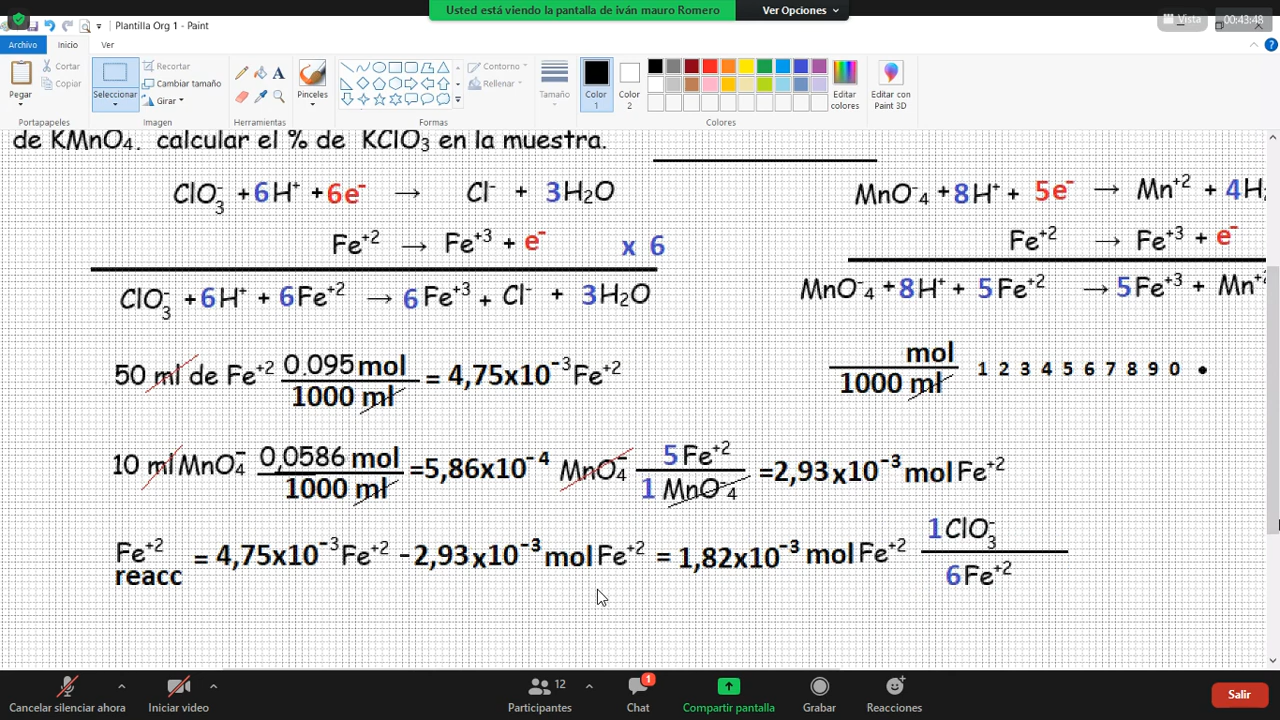 Usted está viendo la pantalla de iván mauro Romero
Ver Opciones
Plantilla Org 1 - Paint
Vista
00:43:48
Archivo Inicio Ver
Pegar
Cortar
Copiar
Seleccionar
Recortar
Cambiar tamaño
Girar
Pinceles
Contorno
Rellenar
Tamaño
Color 1
Color 2
Editar colores
Editar con Paint 3D
Portapapeles Imagen Herramientas Formas Colores
de KMnO₄. calcular el % de KClO₃ en la muestra.
ClO₃⁻ + 6H⁺ + 6e⁻ → Cl⁻ + 3H₂O
Fe⁺² → Fe⁺³ + e⁻ x 6
ClO₃⁻ + 6H⁺ + 6Fe⁺² → 6Fe⁺³ + Cl⁻ + 3H₂O
MnO₄⁻ + 8H⁺ + 5e⁻ → Mn⁺² + 4H
Fe⁺² → Fe⁺³ + e⁻
MnO₄⁻ + 8H⁺ + 5Fe⁺² → 5Fe⁺³ + Mn⁺²
50 ml de Fe⁺² 0.095 mol / 1000 ml = 4,75x10⁻³ Fe⁺²
mol / 1000 ml 1 2 3 4 5 6 7 8 9 0 •
10 ml MnO₄⁻ 0,0586 mol / 1000 ml =5,86x10⁻⁴ MnO₄⁻ 5 Fe⁺² / 1 MnO₄⁻ =2,93x10⁻³ mol Fe⁺²
Fe⁺² reacc = 4,75x10⁻³ Fe⁺² - 2,93x10⁻³ mol Fe⁺² = 1,82x10⁻³ mol Fe⁺² 1 ClO₃⁻ / 6 Fe⁺²
Cancelar silenciar ahora
Iniciar video
12
Participantes
1
Chat
Compartir pantalla
Grabar
Reacciones
Salir